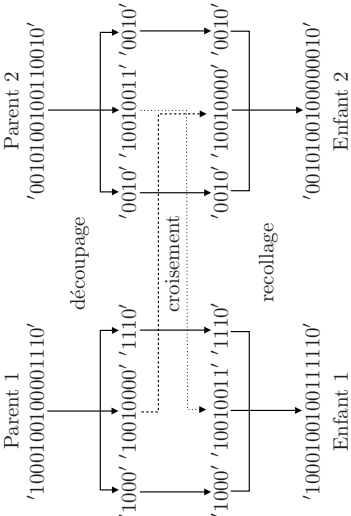 Parent 1 Parent 2
'1000100100001110' '0010100100110010'
découpage
'1000' '10010000' '1110' '0010' '10010011' '0010'
croisement
'1000' '10010011' '1110' '0010' '10010000' '0010'
recollage
'1000100100111110' '0010100100000010'
Enfant 1 Enfant 2